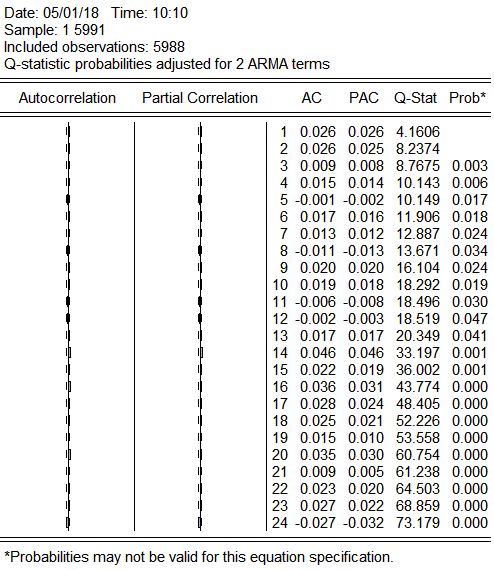 Date: 05/01/18 Time: 10:10
Sample: 1 5991
Included observations: 5988
Q-statistic probabilities adjusted for 2 ARMA terms
Autocorrelation Partial Correlation AC PAC Q-Stat Prob*
1 0.026 0.026 4.1606
2 0.026 0.025 8.2374
3 0.009 0.008 8.7675 0.003
4 0.015 0.014 10.143 0.006
5 -0.001 -0.002 10.149 0.017
6 0.017 0.016 11.906 0.018
7 0.013 0.012 12.887 0.024
8 -0.011 -0.013 13.671 0.034
9 0.020 0.020 16.104 0.024
10 0.019 0.018 18.292 0.019
11 -0.006 -0.008 18.496 0.030
12 -0.002 -0.003 18.519 0.047
13 0.017 0.017 20.349 0.041
14 0.046 0.046 33.197 0.001
15 0.022 0.019 36.002 0.001
16 0.036 0.031 43.774 0.000
17 0.028 0.024 48.405 0.000
18 0.025 0.021 52.226 0.000
19 0.015 0.010 53.558 0.000
20 0.035 0.030 60.754 0.000
21 0.009 0.005 61.238 0.000
22 0.023 0.020 64.503 0.000
23 0.027 0.022 68.859 0.000
24 -0.027 -0.032 73.179 0.000
*Probabilities may not be valid for this equation specification.